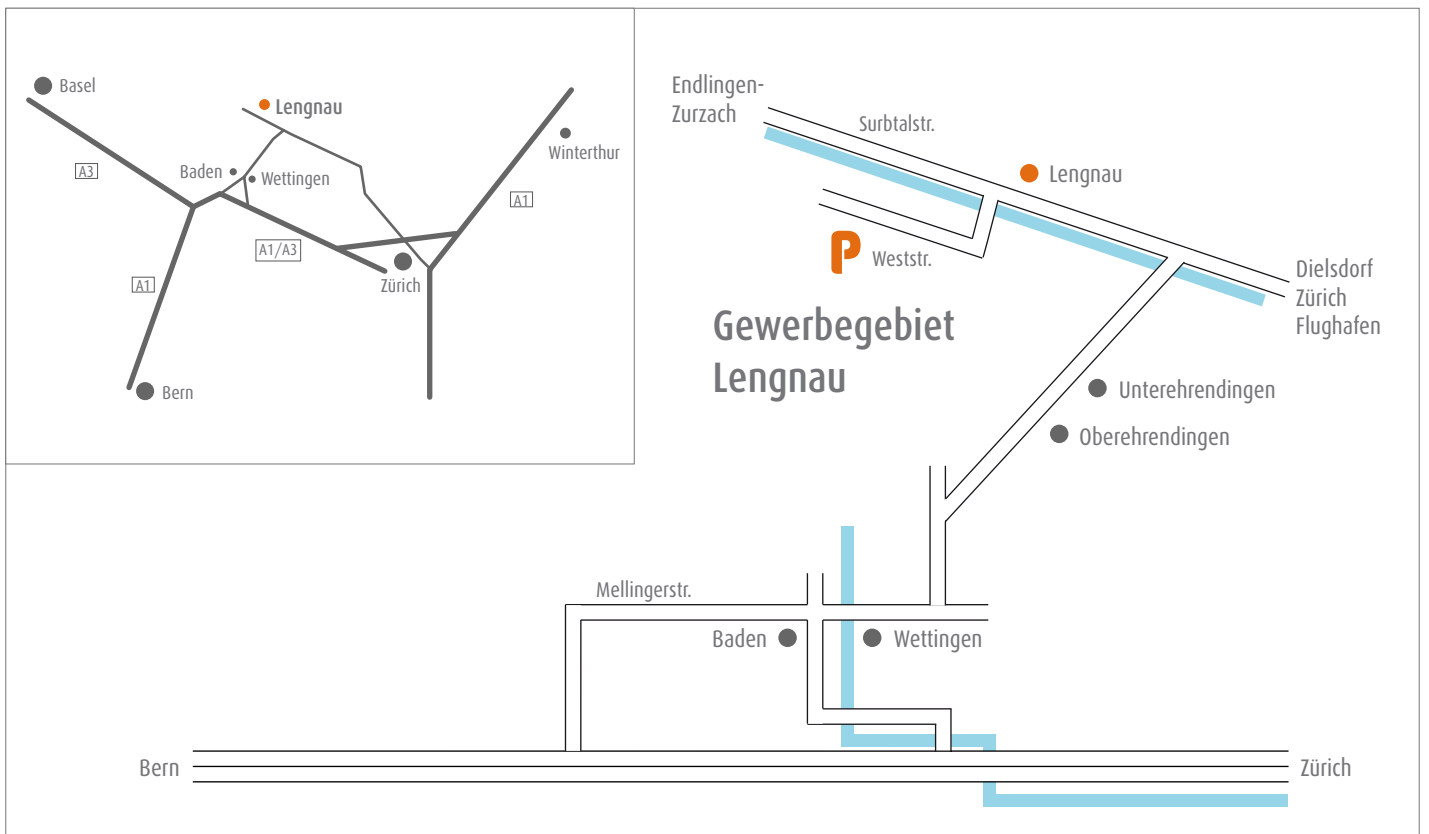 Basel
Lengnau
A3
Baden
Wettingen
Winterthur
A1
A1/A3
Zürich
A1
Bern
Endlingen-
Zurzach
Surbtalstr.
Lengnau
P
Weststr.
Dielsdorf
Zürich
Flughafen
Gewerbegebiet
Lengnau
Unterehrendingen
Oberehrendingen
Mellingerstr.
Baden
Wettingen
Bern
Zürich